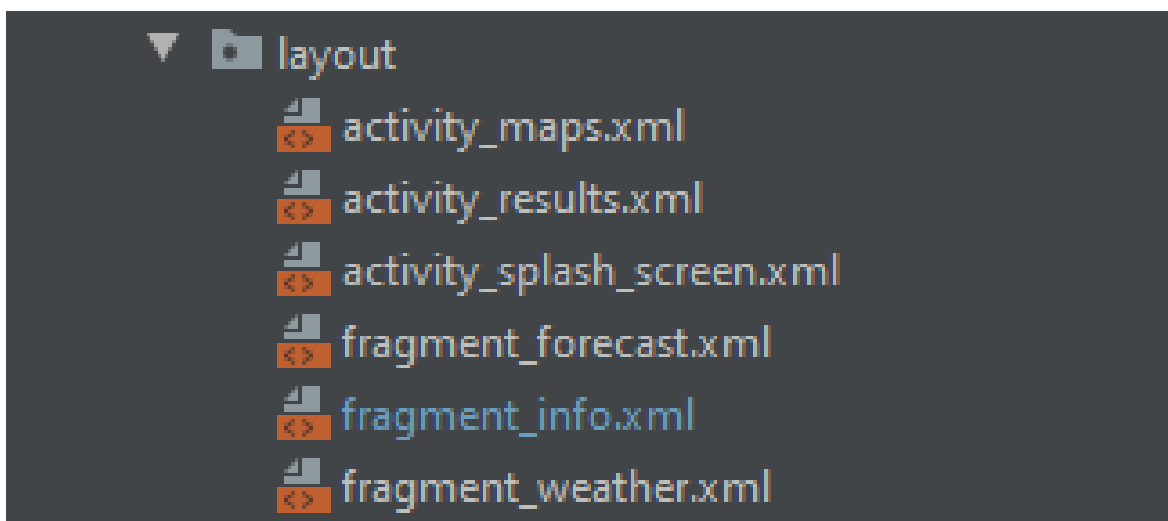 layout
activity_maps.xml
activity_results.xml
activity_splash_screen.xml
fragment_forecast.xml
fragment_info.xml
fragment_weather.xml